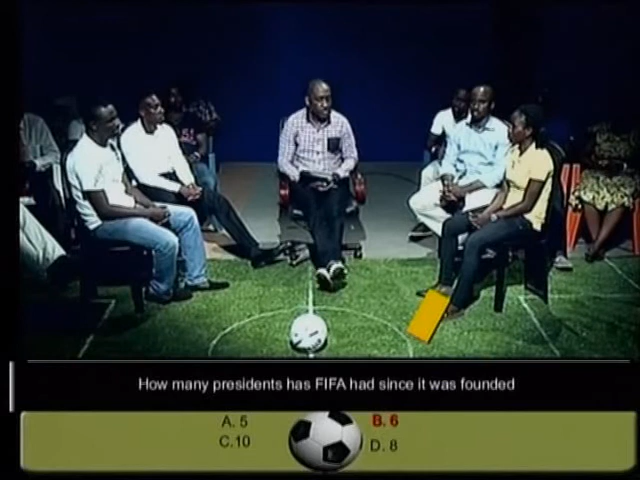 How many presidents has FIFA had since it was founded
A. 5
B. 6
C.10
D. 8